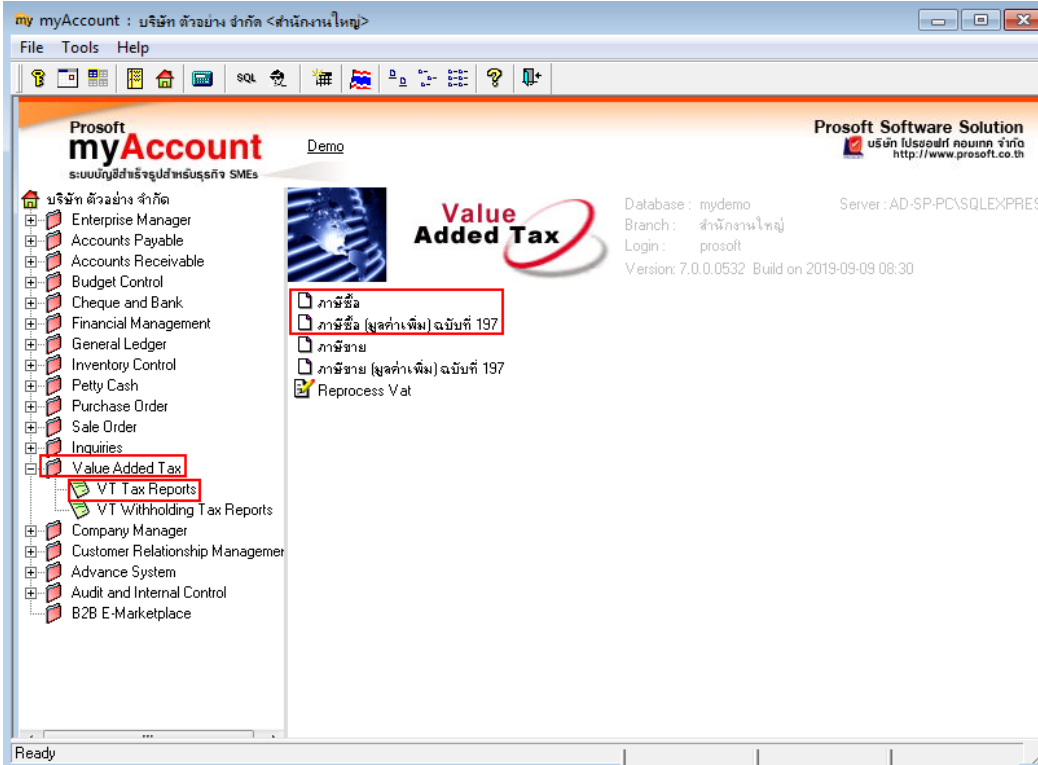 my myAccount : บริษัท ตัวอย่าง จำกัด <สำนักงานใหญ่>
File Tools Help
SQL
Prosoft
myAccount
ระบบบัญชีสำเร็จรูปสำหรับธุรกิจ SMEs
Demo
Prosoft Software Solution
บริษัท โปรซอฟท์ คอมเทค จำกัด
http://www.prosoft.co.th
บริษัท ตัวอย่าง จำกัด
Enterprise Manager
Accounts Payable
Accounts Receivable
Budget Control
Cheque and Bank
Financial Management
General Ledger
Inventory Control
Petty Cash
Purchase Order
Sale Order
Inquiries
Value Added Tax
VT Tax Reports
VT Withholding Tax Reports
Company Manager
Customer Relationship Managemer
Advance System
Audit and Internal Control
B2B E-Marketplace
Value
Added Tax
Database : mydemo Server : AD-SP-PC\SQLEXPRES
Branch : สำนักงานใหญ่
Login : prosoft
Version: 7.0.0.0532 Build on 2019-09-09 08:30
ภาษีซื้อ
ภาษีซื้อ (มูลค่าเพิ่ม) ฉบับที่ 197
ภาษีขาย
ภาษีขาย (มูลค่าเพิ่ม) ฉบับที่ 197
Reprocess Vat
Ready